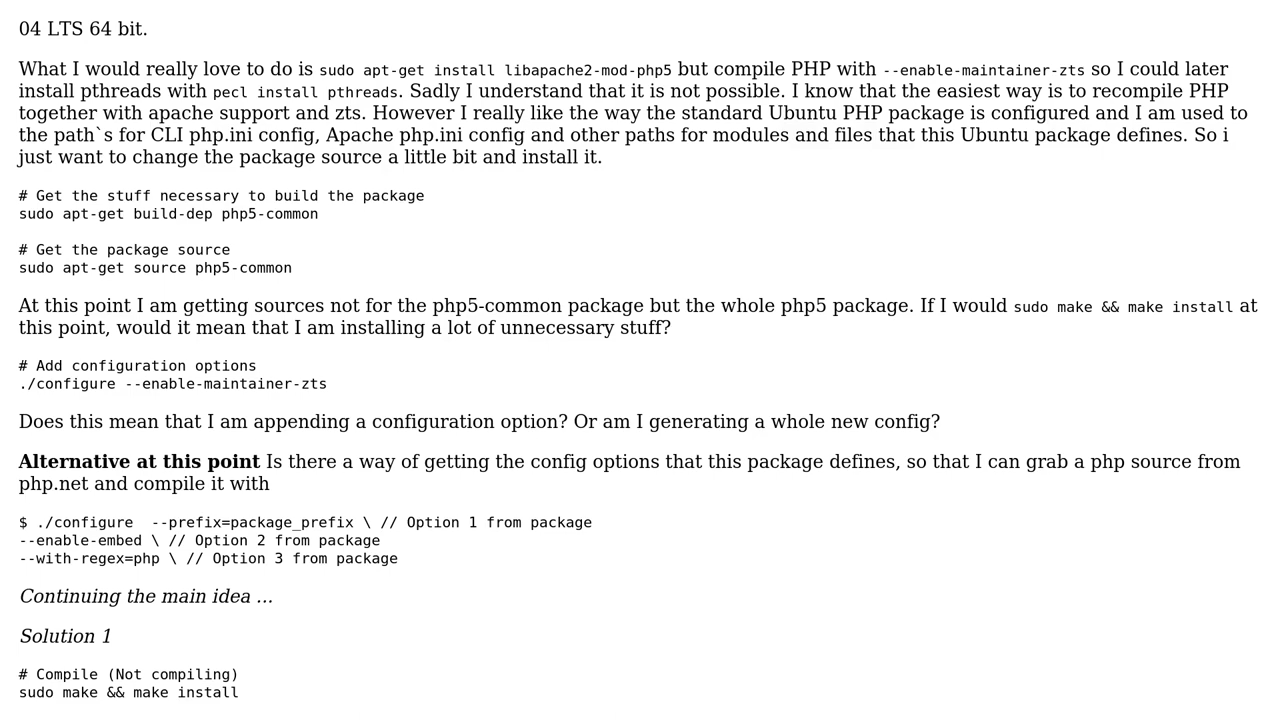 04 LTS 64 bit.
What I would really love to do is sudo apt-get install libapache2-mod-php5 but compile PHP with --enable-maintainer-zts so I could later
install pthreads with pecl install pthreads. Sadly I understand that it is not possible. I know that the easiest way is to recompile PHP
together with apache support and zts. However I really like the way the standard Ubuntu PHP package is configured and I am used to
the path`s for CLI php.ini config, Apache php.ini config and other paths for modules and files that this Ubuntu package defines. So i
just want to change the package source a little bit and install it.
# Get the stuff necessary to build the package
sudo apt-get build-dep php5-common
# Get the package source
sudo apt-get source php5-common
At this point I am getting sources not for the php5-common package but the whole php5 package. If I would sudo make && make install at
this point, would it mean that I am installing a lot of unnecessary stuff?
# Add configuration options
./configure --enable-maintainer-zts
Does this mean that I am appending a configuration option? Or am I generating a whole new config?
Alternative at this point Is there a way of getting the config options that this package defines, so that I can grab a php source from
php.net and compile it with
$ ./configure  --prefix=package_prefix \ // Option 1 from package
--enable-embed \ // Option 2 from package
--with-regex=php \ // Option 3 from package
Continuing the main idea ...
Solution 1
# Compile (Not compiling)
sudo make && make install